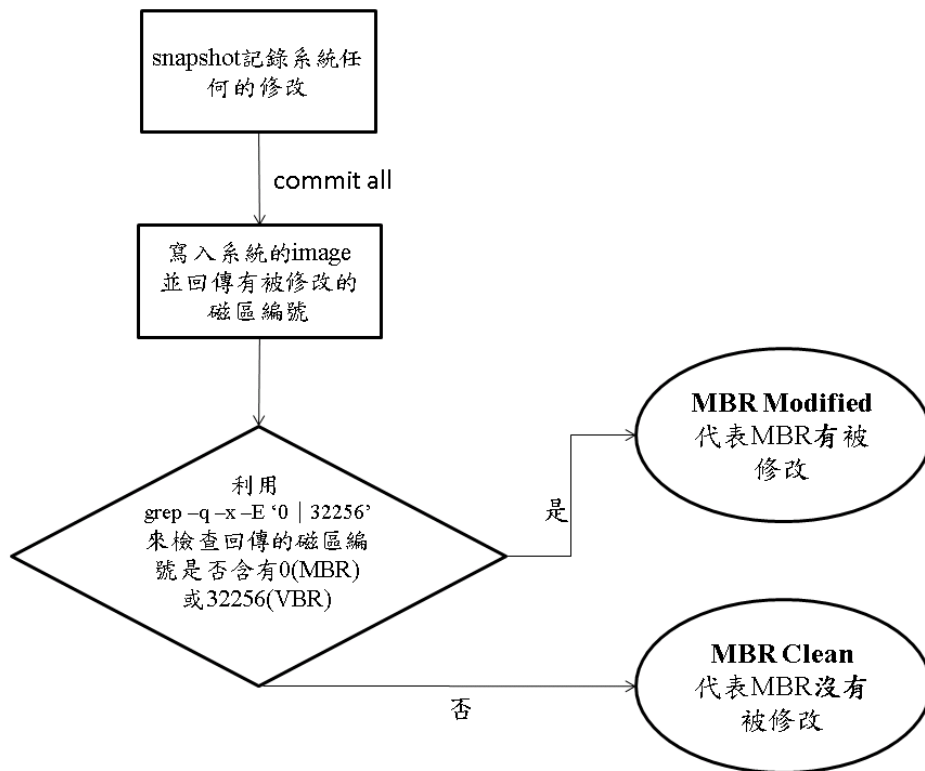 snapshot記錄系統任
何的修改
commit all
寫入系統的image
並回傳有被修改的
磁區編號
利用
grep –q –x –E ‘0 | 32256’
來檢查回傳的磁區編
號是否含有0(MBR)
或32256(VBR)
是
MBR Modified
代表MBR有被
修改
否
MBR Clean
代表MBR沒有
被修改